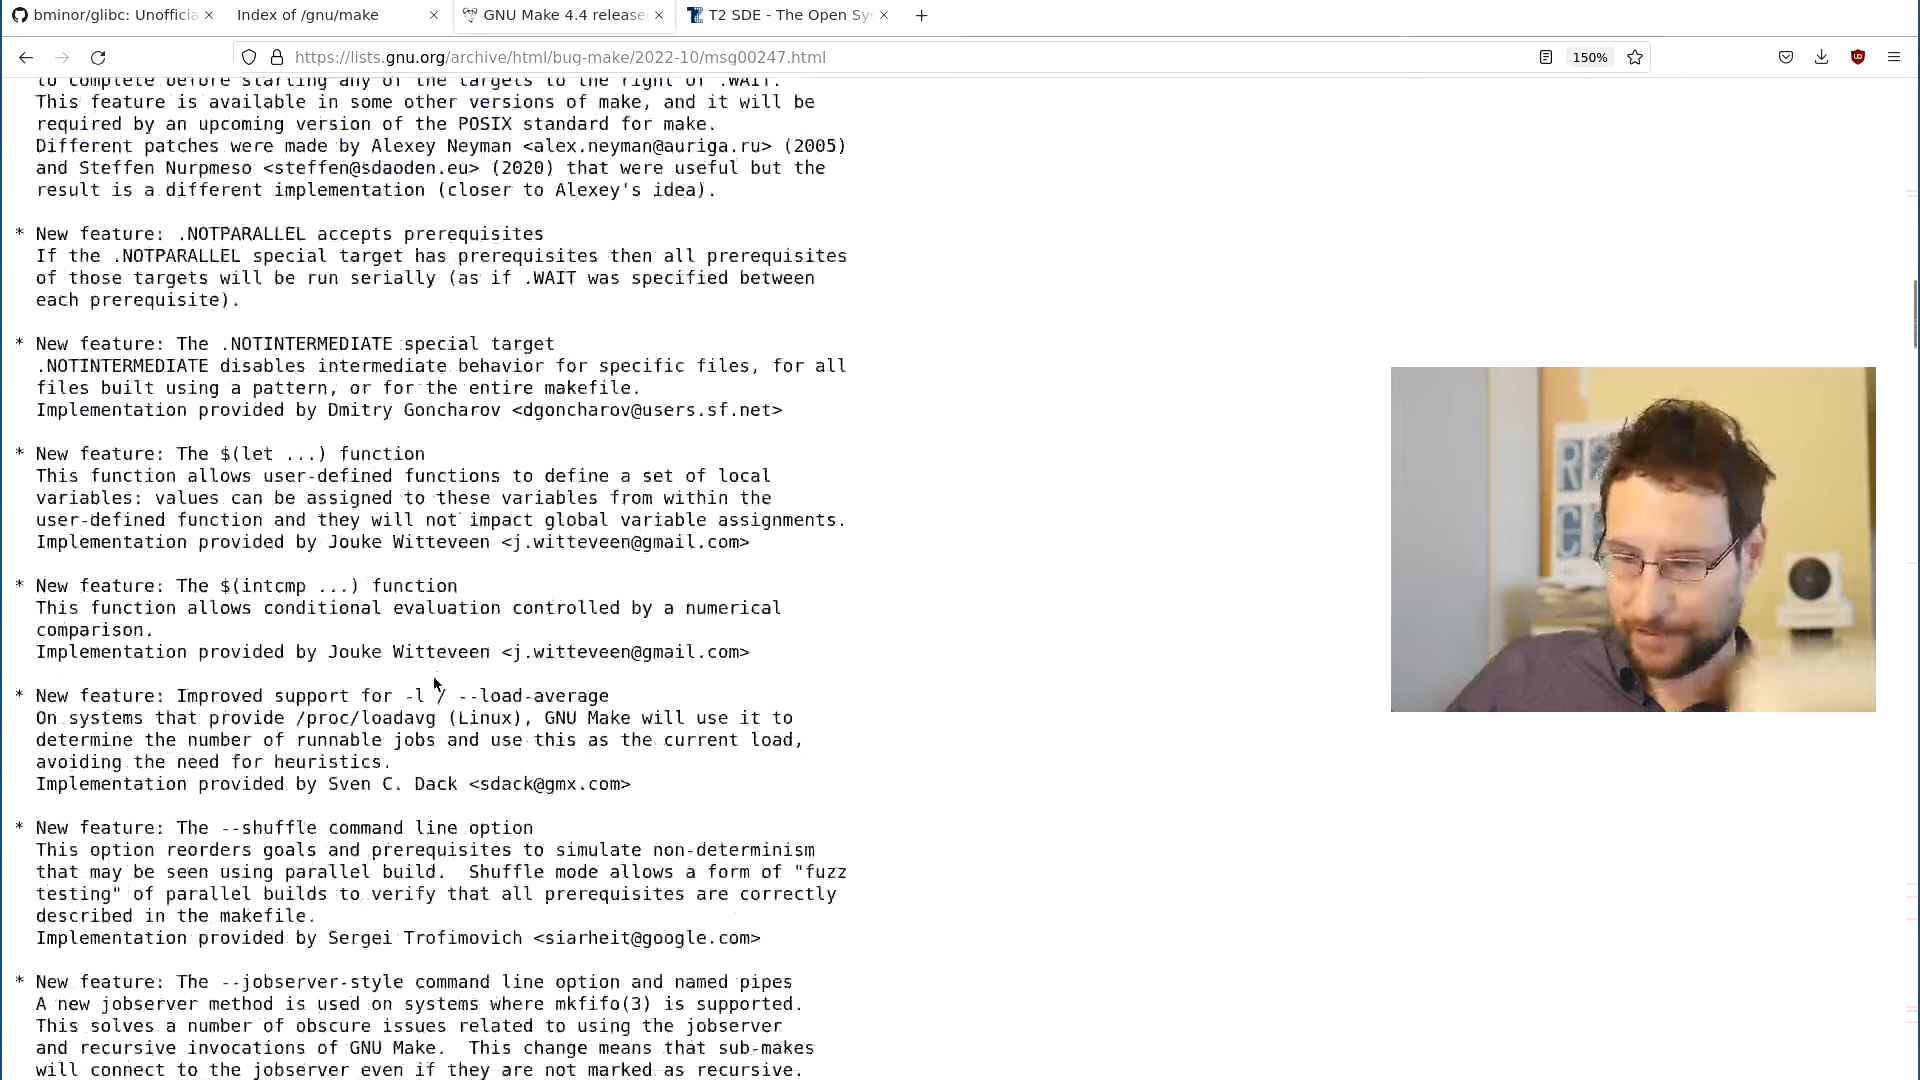 bminor/glibc: Unofficia
Index of /gnu/make
GNU Make 4.4 release
T2 SDE - The Open Sy
https://lists.gnu.org/archive/html/bug-make/2022-10/msg00247.html
150%
to complete before starting any of the targets to the right of .WAIT.
This feature is available in some other versions of make, and it will be
required by an upcoming version of the POSIX standard for make.
Different patches were made by Alexey Neyman <alex.neyman@auriga.ru> (2005)
and Steffen Nurpmeso <steffen@sdaoden.eu> (2020) that were useful but the
result is a different implementation (closer to Alexey's idea).
* New feature: .NOTPARALLEL accepts prerequisites
If the .NOTPARALLEL special target has prerequisites then all prerequisites
of those targets will be run serially (as if .WAIT was specified between
each prerequisite).
* New feature: The .NOTINTERMEDIATE special target
.NOTINTERMEDIATE disables intermediate behavior for specific files, for all
files built using a pattern, or for the entire makefile.
Implementation provided by Dmitry Goncharov <dgoncharov@users.sf.net>
* New feature: The $(let ...) function
This function allows user-defined functions to define a set of local
variables: values can be assigned to these variables from within the
user-defined function and they will not impact global variable assignments.
Implementation provided by Jouke Witteveen <j.witteveen@gmail.com>
* New feature: The $(intcmp ...) function
This function allows conditional evaluation controlled by a numerical
comparison.
Implementation provided by Jouke Witteveen <j.witteveen@gmail.com>
* New feature: Improved support for -l / --load-average
On systems that provide /proc/loadavg (Linux), GNU Make will use it to
determine the number of runnable jobs and use this as the current load,
avoiding the need for heuristics.
Implementation provided by Sven C. Dack <sdack@gmx.com>
* New feature: The --shuffle command line option
This option reorders goals and prerequisites to simulate non-determinism
that may be seen using parallel build.  Shuffle mode allows a form of "fuzz
testing" of parallel builds to verify that all prerequisites are correctly
described in the makefile.
Implementation provided by Sergei Trofimovich <siarheit@google.com>
* New feature: The --jobserver-style command line option and named pipes
A new jobserver method is used on systems where mkfifo(3) is supported.
This solves a number of obscure issues related to using the jobserver
and recursive invocations of GNU Make.  This change means that sub-makes
will connect to the jobserver even if they are not marked as recursive.